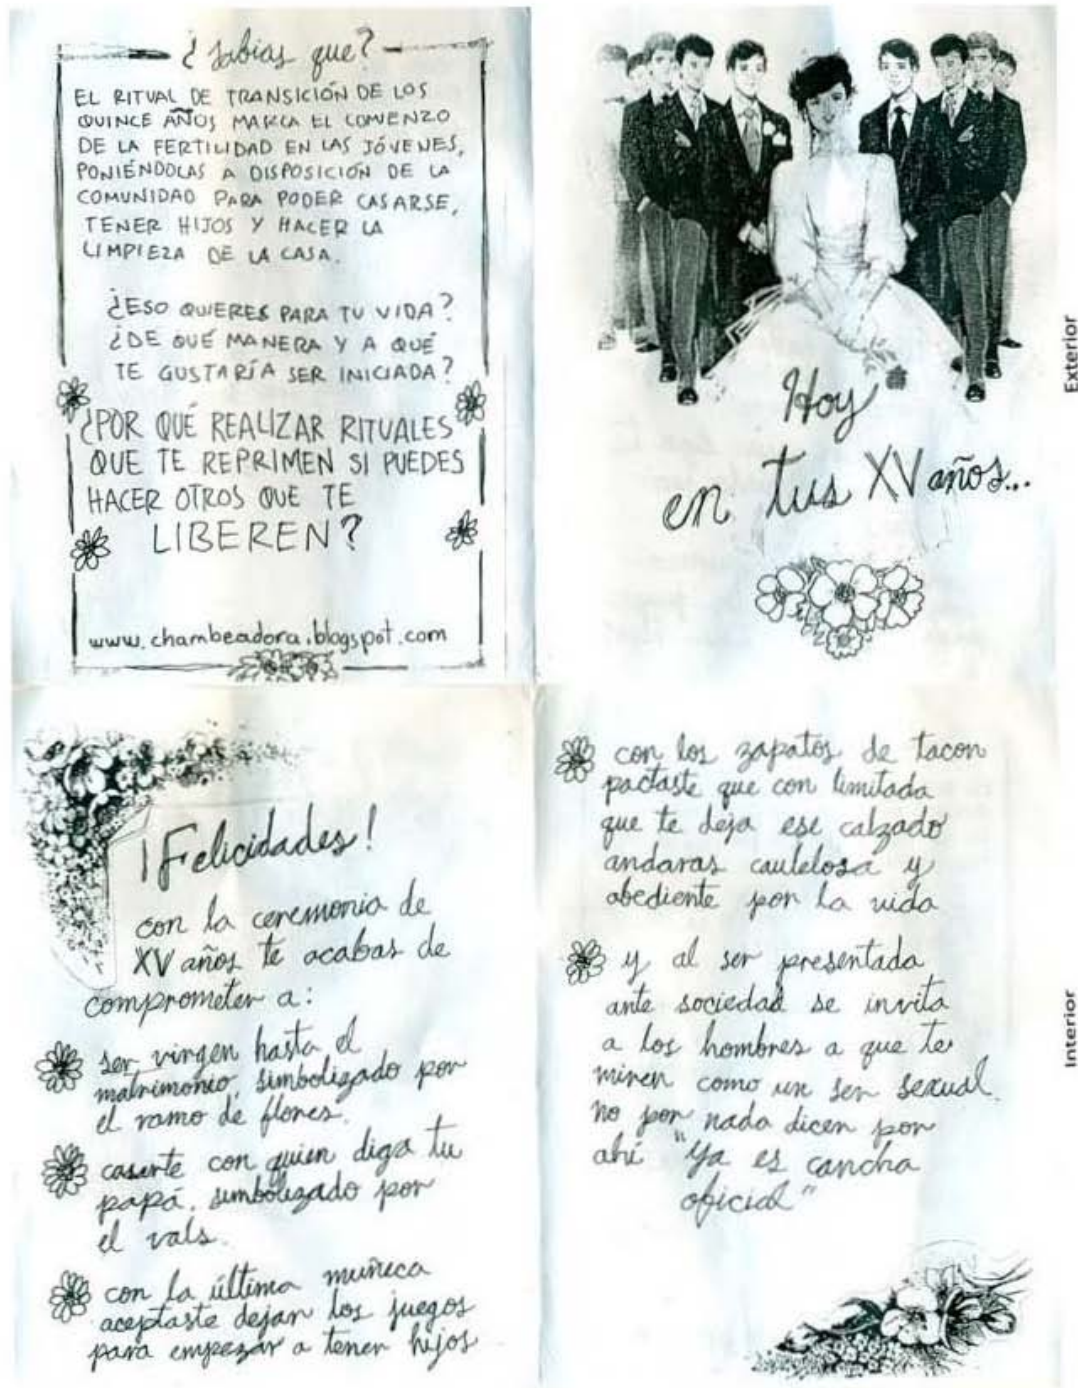 ¿Sabías que?
EL RITUAL DE TRANSICIÓN DE LOS
QUINCE AÑOS MARCA EL COMIENZO
DE LA FERTILIDAD EN LAS JÓVENES,
PONIÉNDOLAS A DISPOSICIÓN DE LA
COMUNIDAD PARA PODER CASARSE,
TENER HIJOS Y HACER LA
LIMPIEZA DE LA CASA.
¿ESO QUIERES PARA TU VIDA?
¿DE QUÉ MANERA Y A QUÉ
TE GUSTARÍA SER INICIADA?
¿POR QUÉ REALIZAR RITUALES
QUE TE REPRIMEN SI PUEDES
HACER OTROS QUE TE
LIBEREN?
www.chambeadora.blogspot.com
Hoy
en tus XV años...
Exterior
¡Felicidades!
con la ceremonia de
XV años te acabas de
comprometer a:
ser virgen hasta el
matrimonio, simbolizado por
el ramo de flores.
casarte con quien diga tu
papá, simbolizado por
el vals.
con la última muñeca
aceptaste dejar los juegos
para empezar a tener hijos
con los zapatos de tacon
pactaste que con limitada
que te deja ese calzado
andaras cautelosa y
obediente por la vida
y al ser presentada
ante sociedad se invita
a los hombres a que te
miren como un ser sexual.
no por nada dicen por
ahí "Ya es cancha
oficial"
Interior